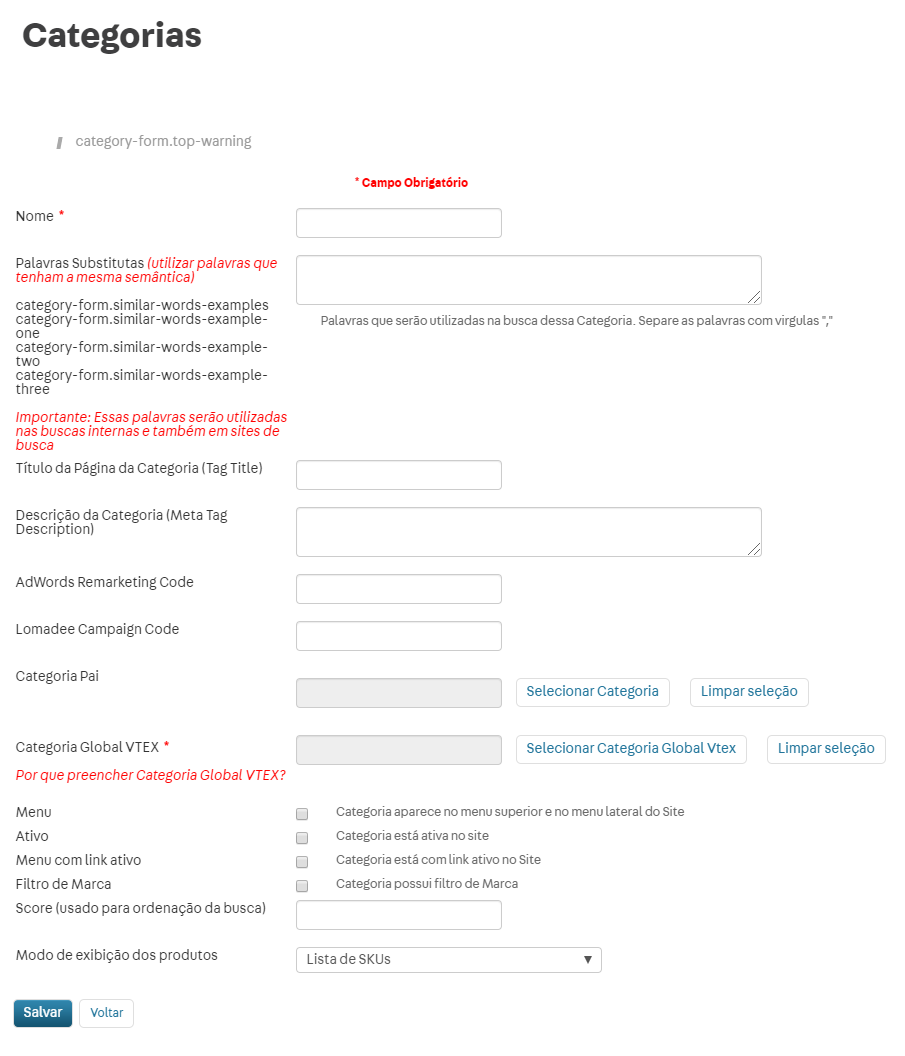 Categorias
category-form.top-warning
* Campo Obrigatório
Nome *
Palavras Substitutas (utilizar palavras que
tenham a mesma semântica)
category-form.similar-words-examples
category-form.similar-words-example-
one
category-form.similar-words-example-
two
category-form.similar-words-example-
three
Palavras que serão utilizadas na busca dessa Categoria. Separe as palavras com virgulas ","
Importante: Essas palavras serão utilizadas
nas buscas internas e também em sites de
busca
Título da Página da Categoria (Tag Title)
Descrição da Categoria (Meta Tag
Description)
AdWords Remarketing Code
Lomadee Campaign Code
Categoria Pai
Selecionar Categoria Limpar seleção
Categoria Global VTEX * Selecionar Categoria Global Vtex Limpar seleção
Por que preencher Categoria Global VTEX?
Menu Categoria aparece no menu superior e no menu lateral do Site
Ativo Categoria está ativa no site
Menu com link ativo Categoria está com link ativo no Site
Filtro de Marca Categoria possui filtro de Marca
Score (usado para ordenação da busca)
Modo de exibição dos produtos Lista de SKUs
Salvar Voltar